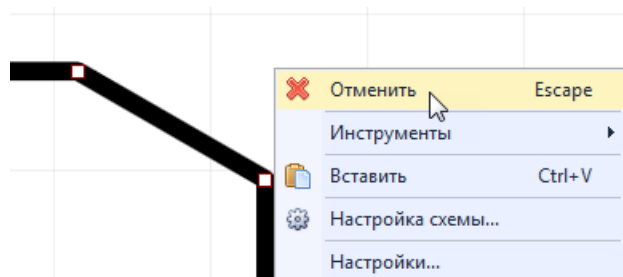 Отменить Escape
Инструменты
Вставить Ctrl+V
Настройка схемы...
Настройки...